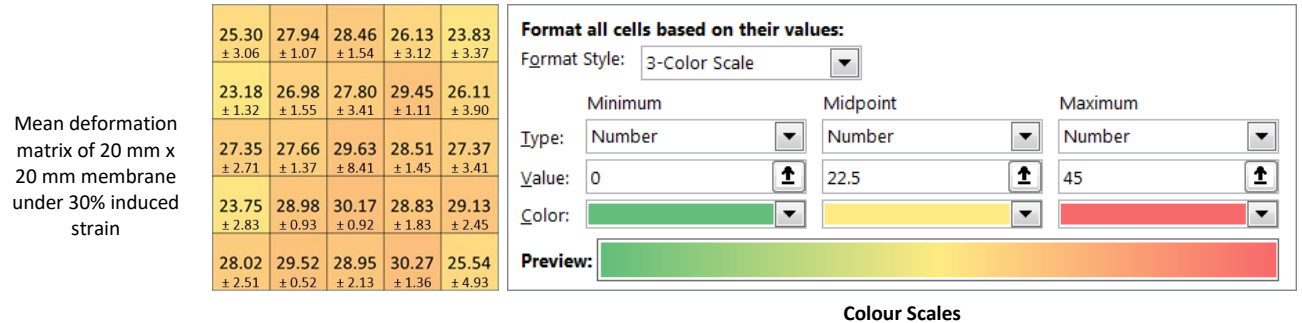 Mean deformation
matrix of 20 mm x
20 mm membrane
under 30% induced
strain
25.30 27.94 28.46 26.13 23.83
± 3.06 ± 1.07 ± 1.54 ± 3.12 ± 3.37
23.18 26.98 27.80 29.45 26.11
± 1.32 ± 1.55 ± 3.41 ± 1.11 ± 3.90
27.35 27.66 29.63 28.51 27.37
± 2.71 ± 1.37 ± 8.41 ± 1.45 ± 3.41
23.75 28.98 30.17 28.83 29.13
± 2.83 ± 0.93 ± 0.92 ± 1.83 ± 2.45
28.02 29.52 28.95 30.27 25.54
± 2.51 ± 0.52 ± 2.13 ± 1.36 ± 4.93
Format all cells based on their values:
Format Style: 3-Color Scale
Minimum Midpoint Maximum
Type: Number Number Number
Value: 0 22.5 45
Color:
Preview:
Colour Scales